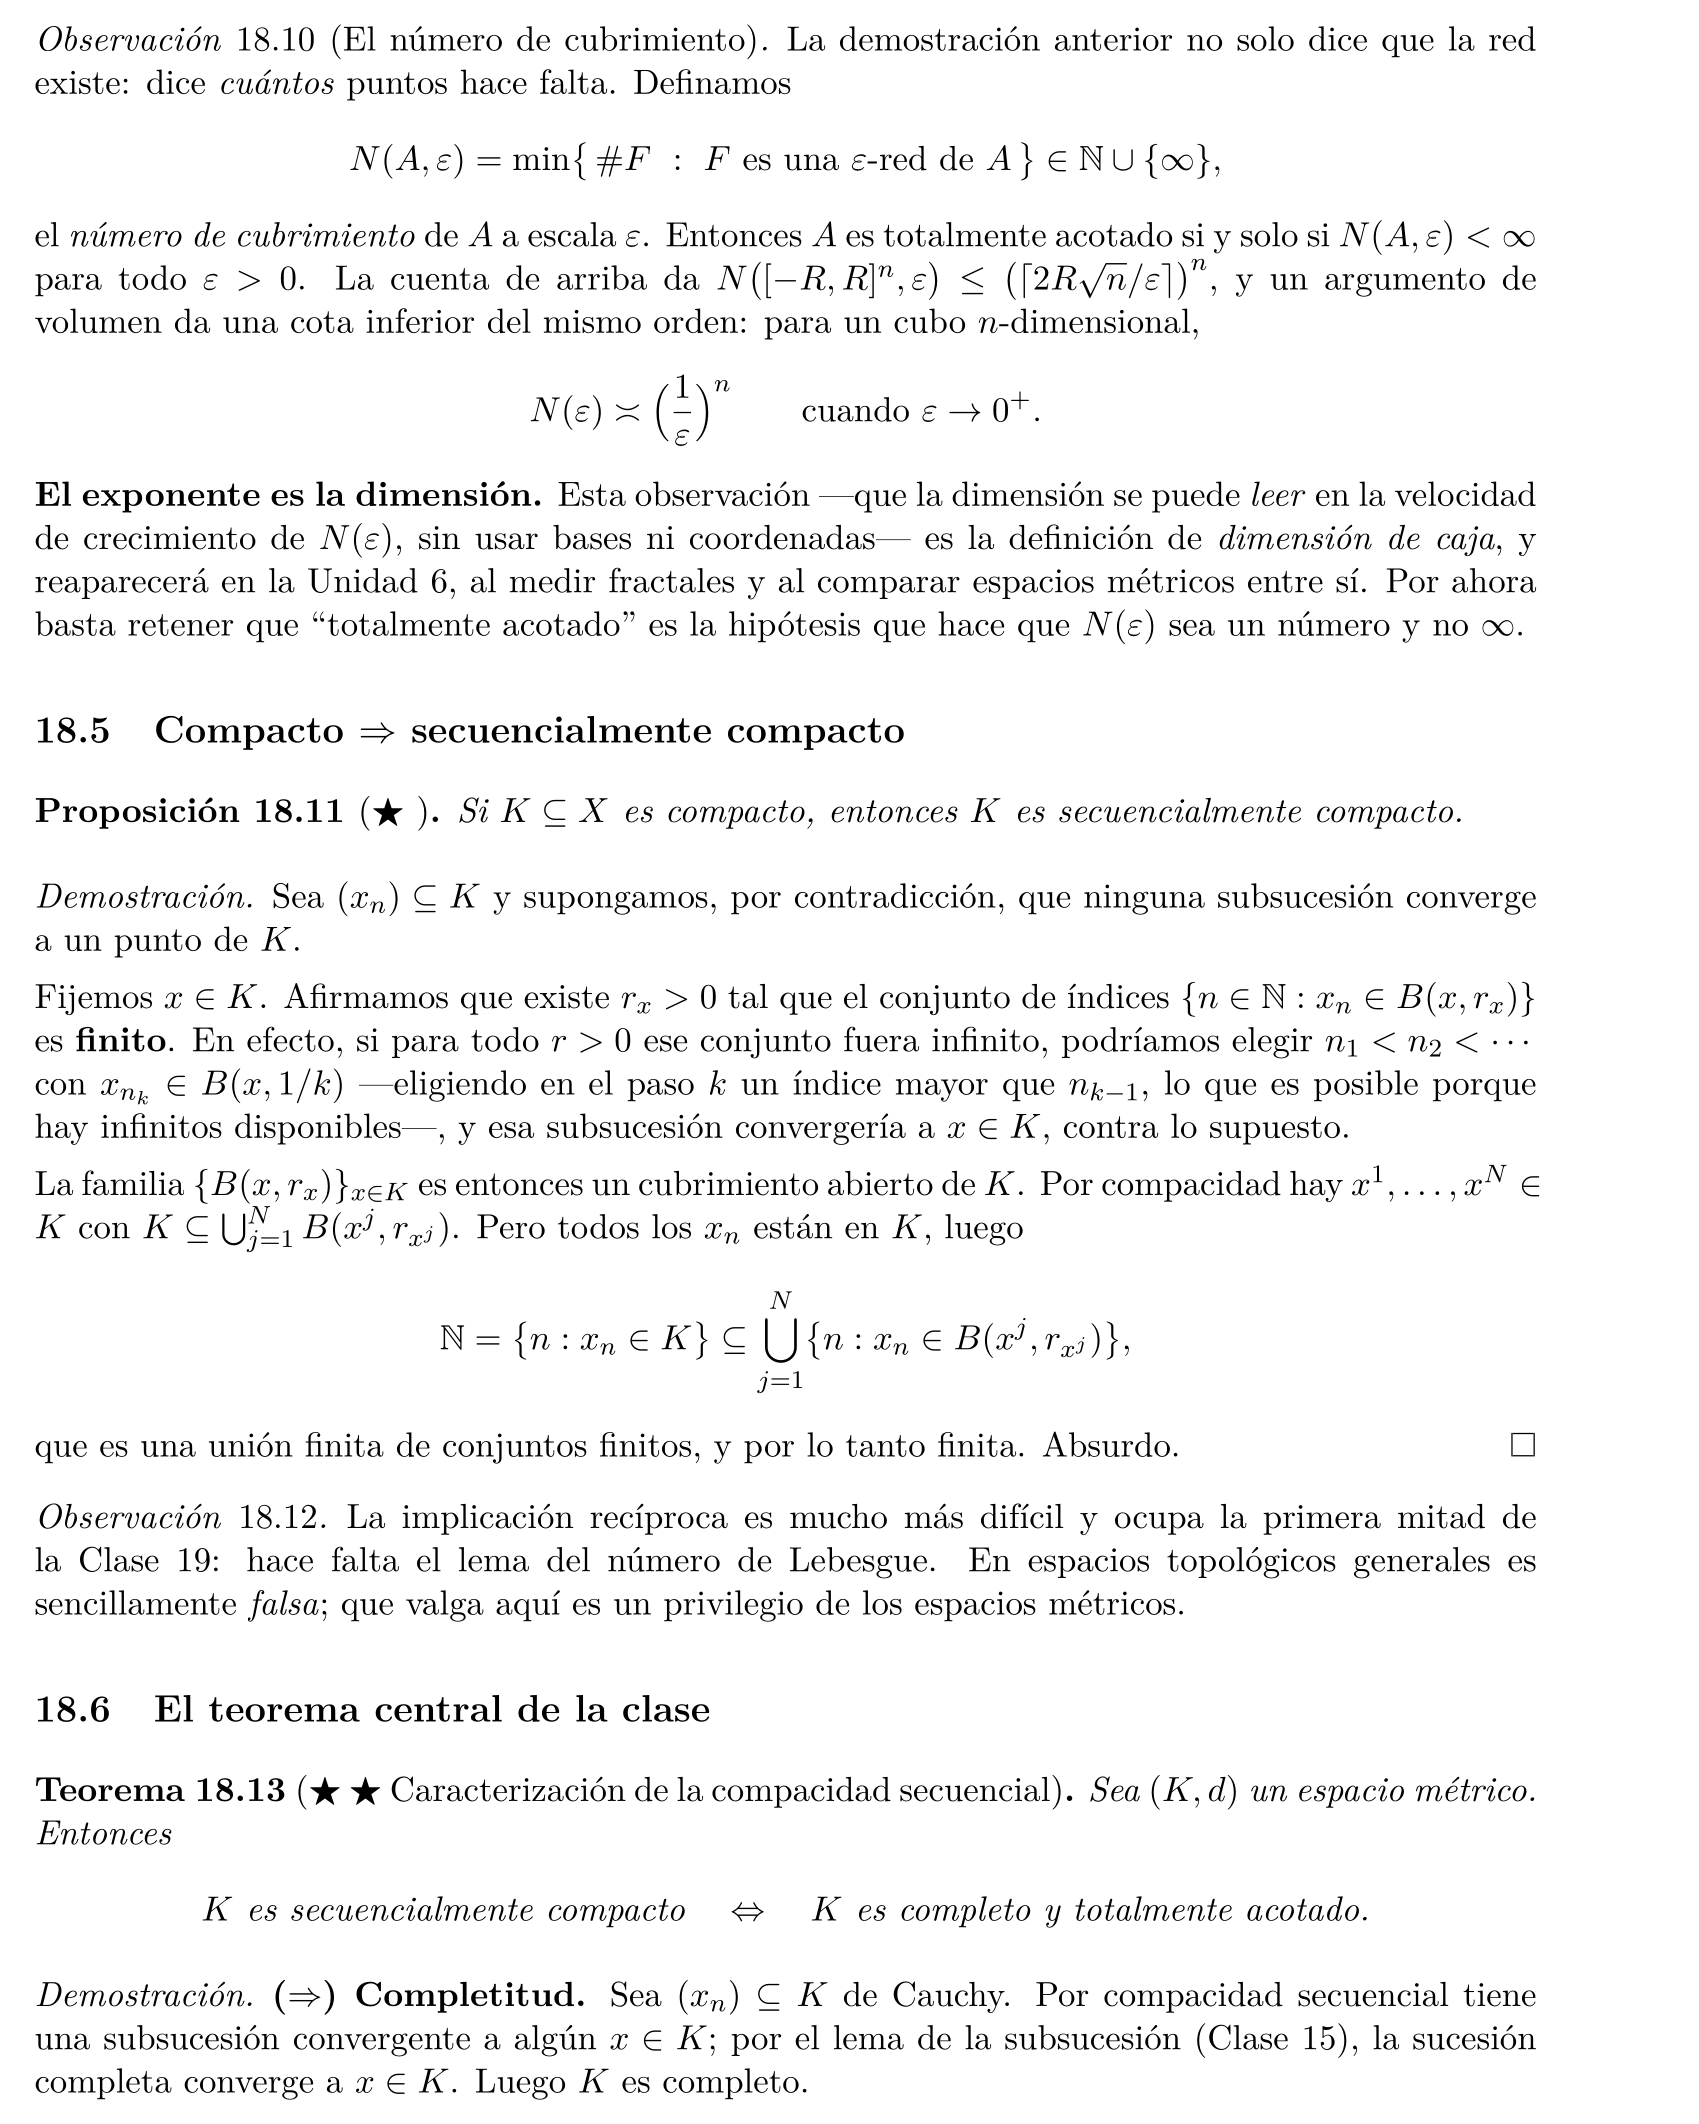 Observación 18.10 (El número de cubrimiento). La demostración anterior no solo dice que la red
existe: dice cuántos puntos hace falta. Definamos
N(A, ε) = min{ #F : F es una ε-red de A } ∈ ℕ ∪ {∞},
el número de cubrimiento de A a escala ε. Entonces A es totalmente acotado si y solo si N(A, ε) < ∞
para todo ε > 0. La cuenta de arriba da N([−R, R]ⁿ, ε) ≤ (⌈2R√n/ε⌉)ⁿ, y un argumento de
volumen da una cota inferior del mismo orden: para un cubo n-dimensional,
N(ε) ≍ (1/ε)ⁿ cuando ε → 0⁺.
El exponente es la dimensión. Esta observación —que la dimensión se puede leer en la velocidad
de crecimiento de N(ε), sin usar bases ni coordenadas— es la definición de dimensión de caja, y
reaparecerá en la Unidad 6, al medir fractales y al comparar espacios métricos entre sí. Por ahora
basta retener que “totalmente acotado” es la hipótesis que hace que N(ε) sea un número y no ∞.
18.5 Compacto ⇒ secuencialmente compacto
Proposición 18.11 (★ ). Si K ⊆ X es compacto, entonces K es secuencialmente compacto.
Demostración. Sea (x_n) ⊆ K y supongamos, por contradicción, que ninguna subsucesión converge
a un punto de K.
Fijemos x ∈ K. Afirmamos que existe r_x > 0 tal que el conjunto de índices {n ∈ ℕ : x_n ∈ B(x, r_x)}
es finito. En efecto, si para todo r > 0 ese conjunto fuera infinito, podríamos elegir n₁ < n₂ < ···
con x_{n_k} ∈ B(x, 1/k) —eligiendo en el paso k un índice mayor que n_{k−1}, lo que es posible porque
hay infinitos disponibles—, y esa subsucesión convergería a x ∈ K, contra lo supuesto.
La familia {B(x, r_x)}_{x∈K} es entonces un cubrimiento abierto de K. Por compacidad hay x¹, . . . , x^N ∈
K con K ⊆ ⋃_{j=1}^N B(x^j, r_{x^j}). Pero todos los x_n están en K, luego
ℕ = {n : x_n ∈ K} ⊆ ⋃_{j=1}^N {n : x_n ∈ B(x^j, r_{x^j})},
que es una unión finita de conjuntos finitos, y por lo tanto finita. Absurdo. □
Observación 18.12. La implicación recíproca es mucho más difícil y ocupa la primera mitad de
la Clase 19: hace falta el lema del número de Lebesgue. En espacios topológicos generales es
sencillamente falsa; que valga aquí es un privilegio de los espacios métricos.
18.6 El teorema central de la clase
Teorema 18.13 (★ ★ Caracterización de la compacidad secuencial). Sea (K, d) un espacio métrico.
Entonces
K es secuencialmente compacto ⇔ K es completo y totalmente acotado.
Demostración. (⇒) Completitud. Sea (x_n) ⊆ K de Cauchy. Por compacidad secuencial tiene
una subsucesión convergente a algún x ∈ K; por el lema de la subsucesión (Clase 15), la sucesión
completa converge a x ∈ K. Luego K es completo.